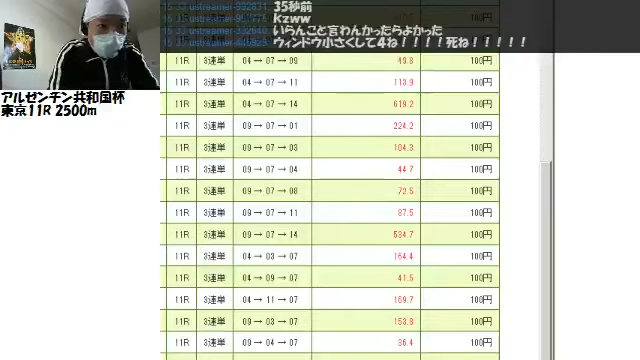 35秒前
Kzww
いらんこと言わんかったらよかった
ウィンドウ小さくして4ね！！！！死ね！！！！！
アルゼンチン共和国杯
東京11R 2500m
11R 3連単 04 → 07 → 09 49.8 100円
11R 3連単 04 → 07 → 11 113.9 100円
11R 3連単 04 → 07 → 14 619.2 100円
11R 3連単 09 → 07 → 01 224.2 100円
11R 3連単 09 → 07 → 03 104.3 100円
11R 3連単 09 → 07 → 04 44.7 100円
11R 3連単 09 → 07 → 08 72.5 100円
11R 3連単 09 → 07 → 11 87.5 100円
11R 3連単 09 → 07 → 14 534.7 100円
11R 3連単 04 → 03 → 07 164.4 100円
11R 3連単 04 → 09 → 07 41.5 100円
11R 3連単 04 → 11 → 07 169.7 100円
11R 3連単 09 → 03 → 07 153.8 100円
11R 3連単 09 → 04 → 07 36.4 100円